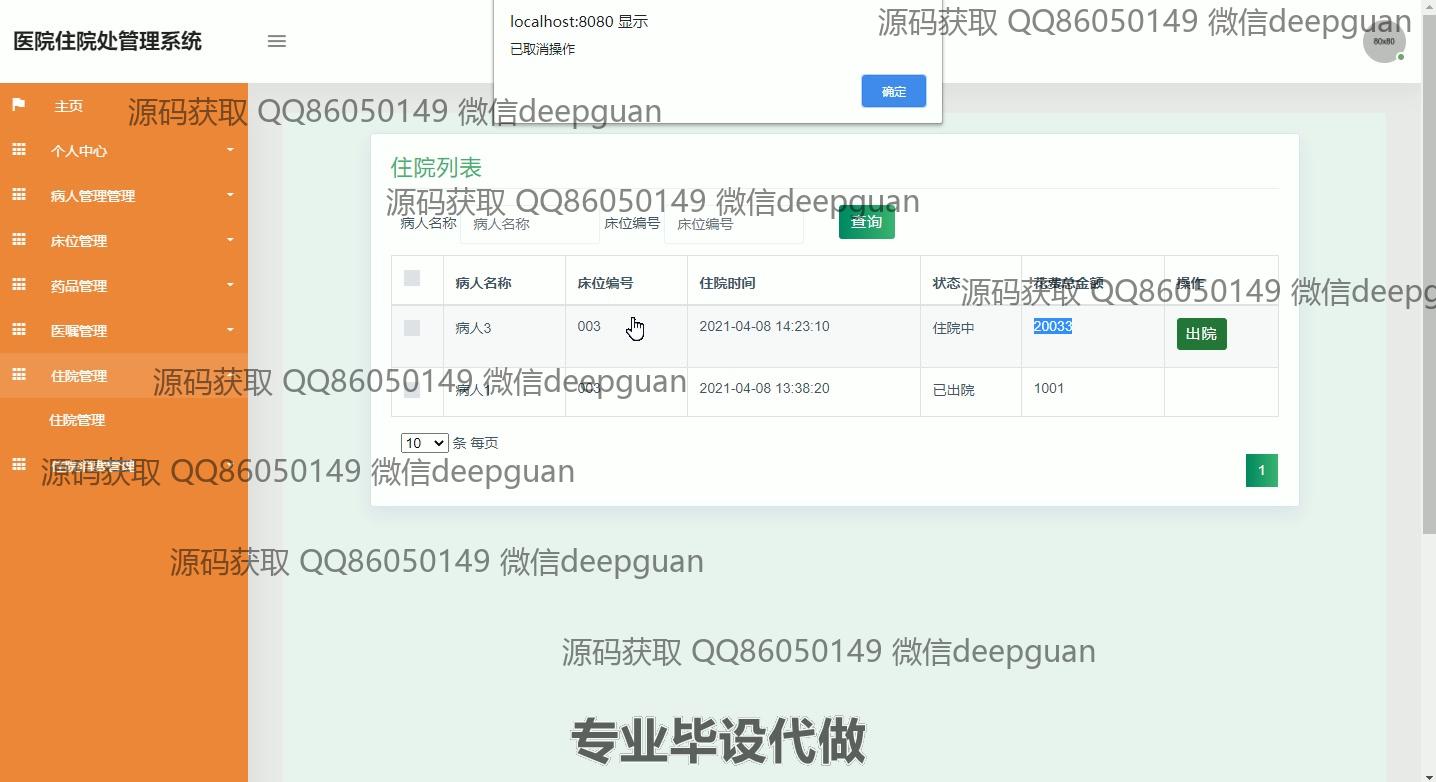 localhost:8080 显示
已取消操作
确定
源码获取 QQ86050149 微信deepguan
医院住院处管理系统
80x80
主页
源码获取 QQ86050149 微信deepguan
个人中心
病人管理管理
床位管理
药品管理
医嘱管理
住院管理
住院管理
住院消费管理
住院列表
源码获取 QQ86050149 微信deepguan
病人名称 病人名称 床位编号 床位编号 查询
病人名称 床位编号 住院时间 状态 花费总金额 操作
源码获取 QQ86050149 微信deepg
病人3 003 2021-04-08 14:23:10 住院中 20033 出院
源码获取 QQ86050149 微信deepguan
病人1 003 2021-04-08 13:38:20 已出院 1001
10 条 每页
1
源码获取 QQ86050149 微信deepguan
源码获取 QQ86050149 微信deepguan
源码获取 QQ86050149 微信deepguan
专业毕设代做